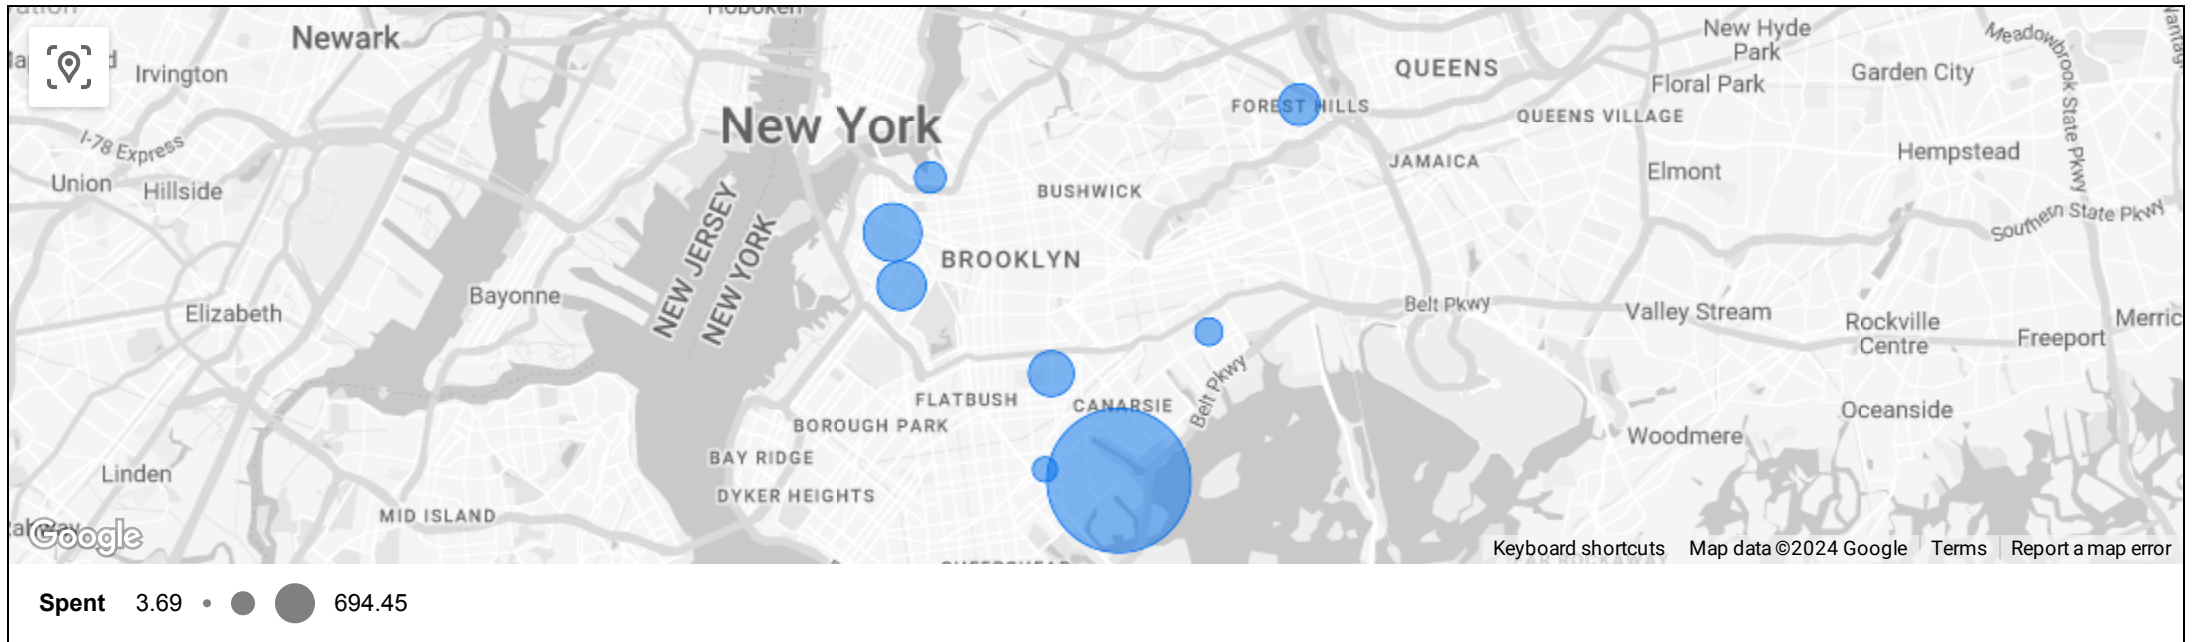 Hoboken
Newark
Irvington
New Hyde
Park
Meadowbrook State Pkwy
QUEENS
Garden City
Floral Park
FOREST HILLS
QUEENS VILLAGE
New York
I-78 Express
JAMAICA
Hempstead
Elmont
Union
Hillside
BUSHWICK
Southern State Pkwy
NEW JERSEY
NEW YORK
BROOKLYN
Bayonne
Elizabeth
Belt Pkwy
Valley Stream
Rockville
Centre
Freeport
Merric
Belt Pkwy
FLATBUSH
CANARSIE
Oceanside
BOROUGH PARK
Woodmere
BAY RIDGE
Linden
DYKER HEIGHTS
MID ISLAND
Google
Keyboard shortcuts
Map data ©2024 Google
Terms
Report a map error
FAR ROCKAWAY
Spent 3.69 694.45